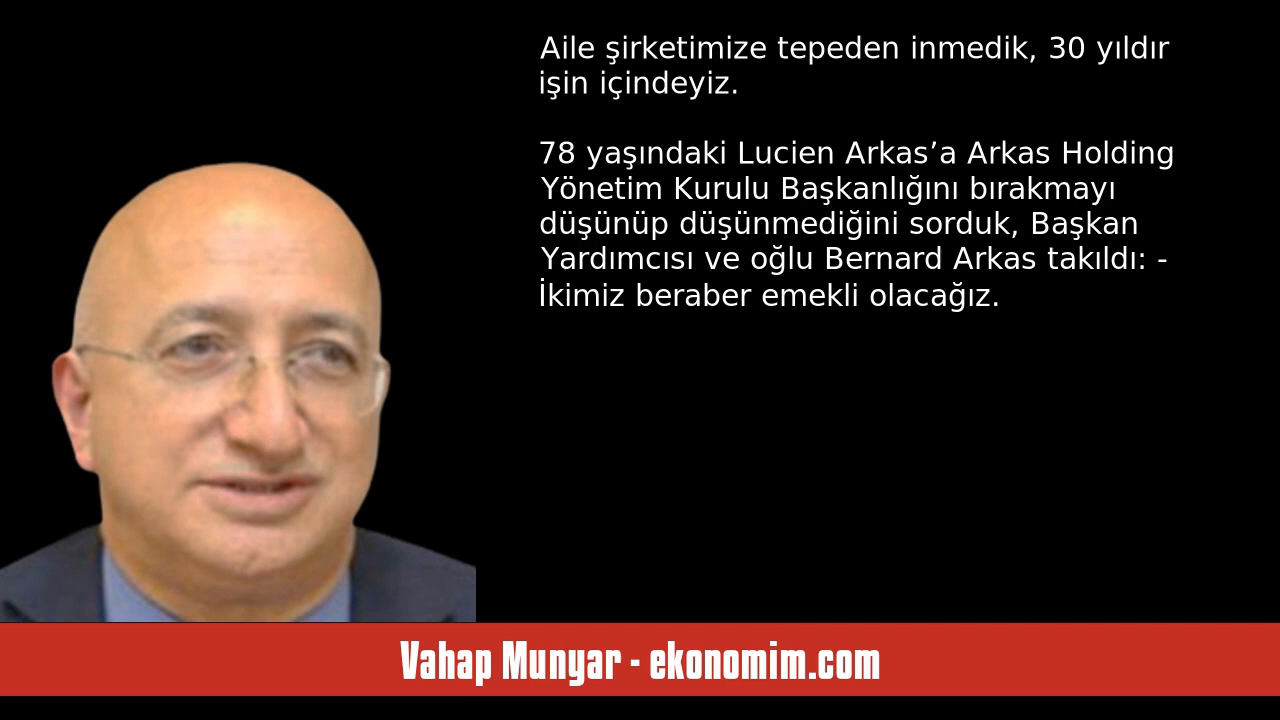 Aile şirketimize tepeden inmedik, 30 yıldır
işin içindeyiz.
78 yaşındaki Lucien Arkas’a Arkas Holding
Yönetim Kurulu Başkanlığını bırakmayı
düşünüp düşünmediğini sorduk, Başkan
Yardımcısı ve oğlu Bernard Arkas takıldı: -
İkimiz beraber emekli olacağız.
Vahap Munyar - ekonomim.com